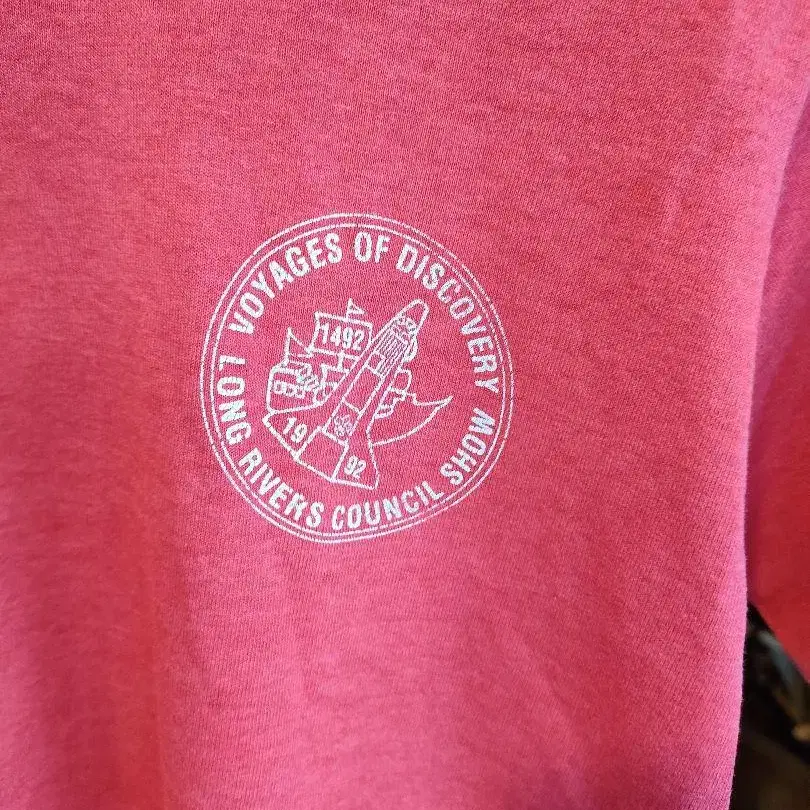 VOYAGES OF DISCOVERY
1492
19
92
LONG RIVERS COUNCIL SHOW